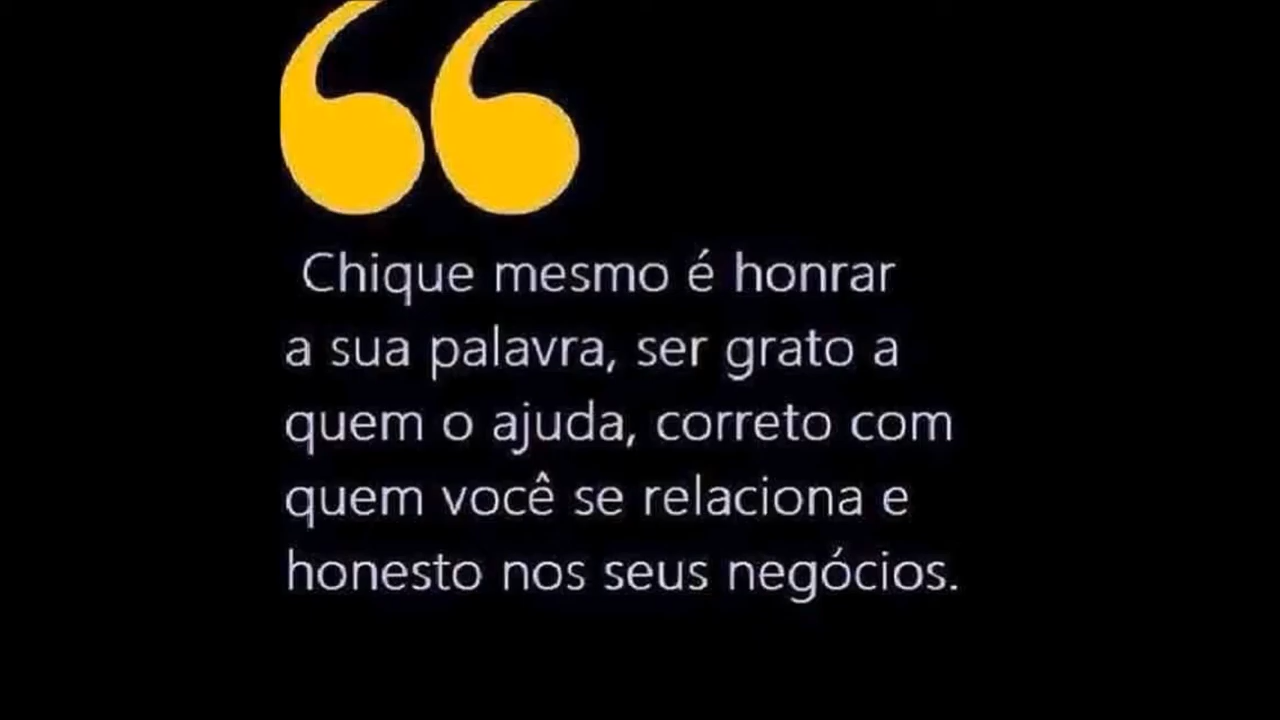 Chique mesmo é honrar
a sua palavra, ser grato a
quem o ajuda, correto com
quem você se relaciona e
honesto nos seus negócios.